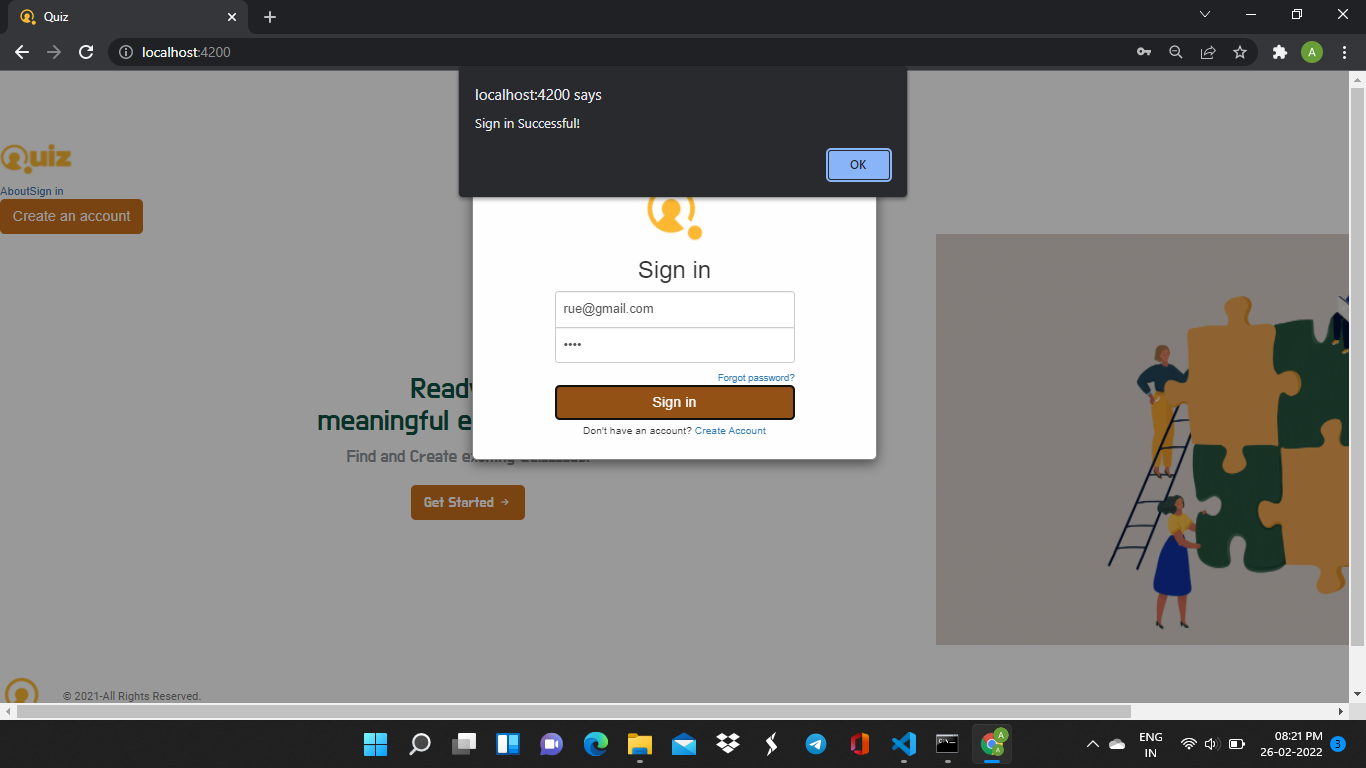 Quiz
localhost:4200
A
localhost:4200 says
Sign in Successful!
OK
Quiz
AboutSign in
Create an account
Sign in
rue@gmail.com
••••
Forgot password?
Sign in
Don't have an account? Create Account
Ready
meaningful e
Find and Create exciting
Get Started →
© 2021-All Rights Reserved.
A
ENG
IN
08:21 PM
26-02-2022
3